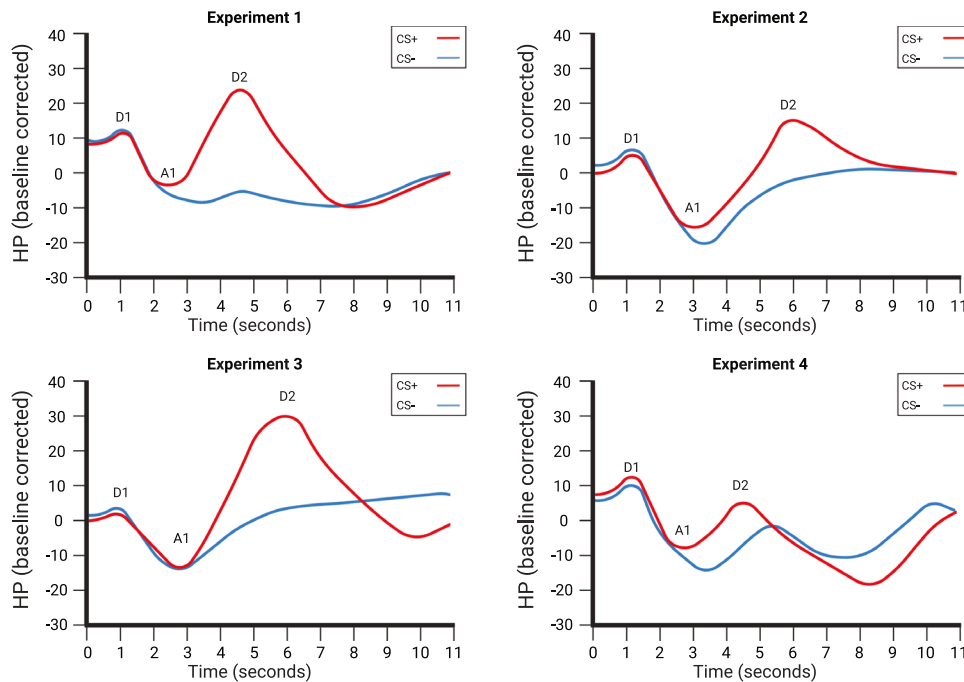 Experiment 1
HP (baseline corrected)
40
30
20
10
0
-10
-20
-30
CS+
CS-
D1
A1
D2
0 1 2 3 4 5 6 7 8 9 10 11
Time (seconds)
Experiment 2
HP (baseline corrected)
40
30
20
10
0
-10
-20
-30
CS+
CS-
D1
A1
D2
0 1 2 3 4 5 6 7 8 9 10 11
Time (seconds)
Experiment 3
HP (baseline corrected)
40
30
20
10
0
-10
-20
-30
CS+
CS-
D1
A1
D2
0 1 2 3 4 5 6 7 8 9 10 11
Time (seconds)
Experiment 4
HP (baseline corrected)
40
30
20
10
0
-10
-20
-30
CS+
CS-
D1
A1
D2
0 1 2 3 4 5 6 7 8 9 10 11
Time (seconds)